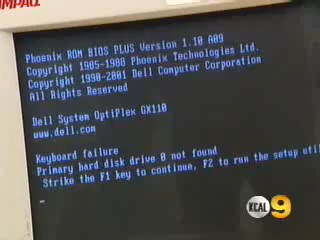 COMPAQ
Phoenix ROM BIOS PLUS Version 1.10 A09
Copyright 1985-1988 Phoenix Technologies Ltd.
Copyright 1990-2001 Dell Computer Corporation
All Rights Reserved
Dell System OptiPlex GX110
www.dell.com
Keyboard failure
Primary hard disk drive 0 not found
Strike the F1 key to continue, F2 to run the setup util
KCAL 9